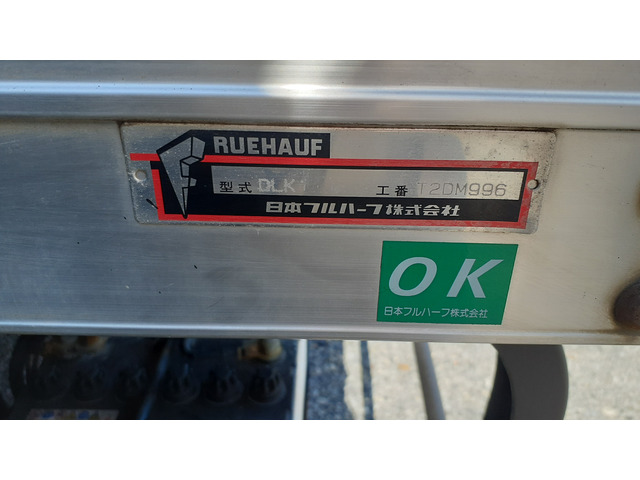 RUEHAUF
型式 DLK
工番 T2DM996
日本フルハーフ株式会社
OK
日本フルハーフ株式会社